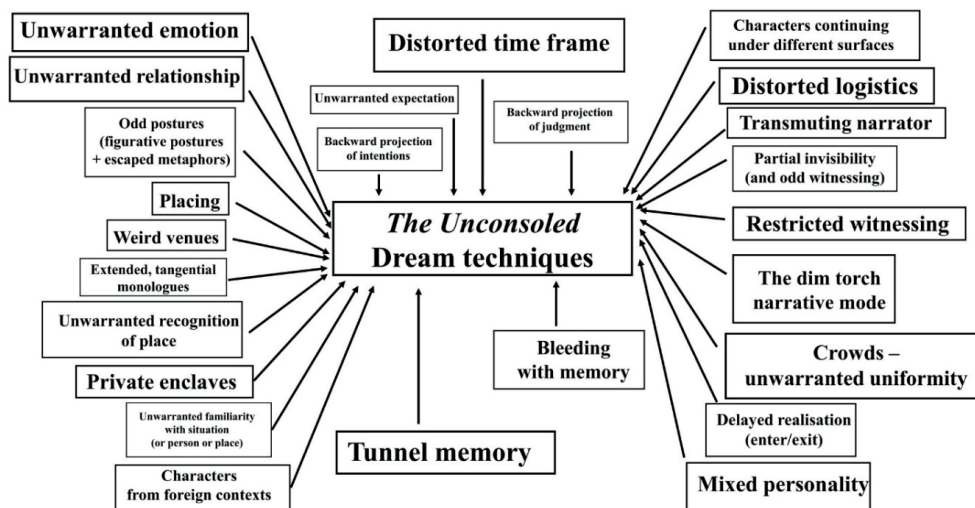 Unwarranted emotion
Unwarranted relationship
Odd postures
(figurative postures
+ escaped metaphors)
Placing
Weird venues
Extended, tangential
monologues
Unwarranted recognition
of place
Private enclaves
Unwarranted familiarity
with situation
(or person or place)
Characters
from foreign contexts
Distorted time frame
Unwarranted expectation
Backward projection
of intentions
Backward projection
of judgment
The Unconsoled
Dream techniques
Bleeding
with memory
Tunnel memory
Characters continuing
under different surfaces
Distorted logistics
Transmuting narrator
Partial invisibility
(and odd witnessing)
Restricted witnessing
The dim torch
narrative mode
Crowds –
unwarranted uniformity
Delayed realisation
(enter/exit)
Mixed personality